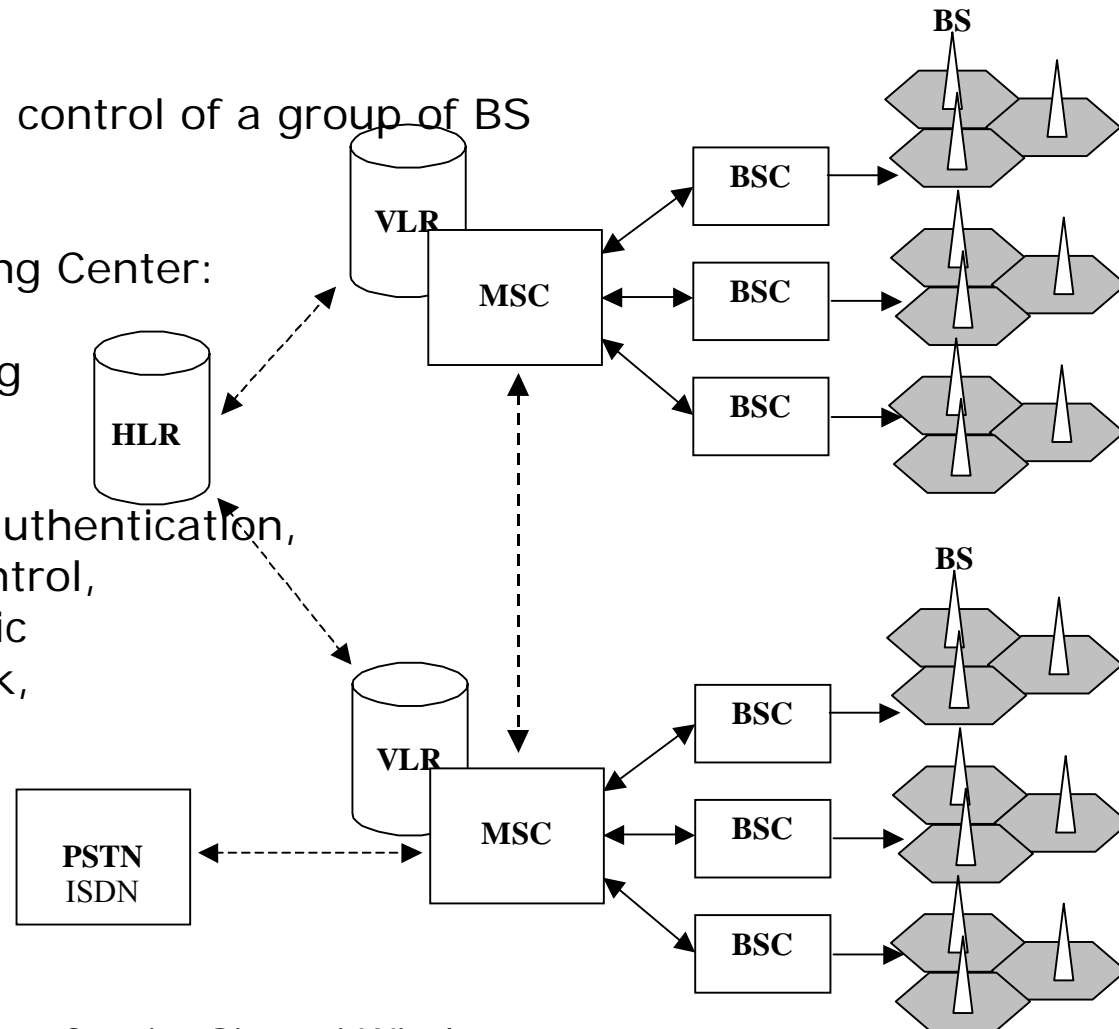 BS
control of a group of BS
BSC
VLR
ng Center:
MSC
BSC
g
BSC
HLR
uthentication,
ntrol,
BS
ic
k,
BSC
VLR
MSC
BSC
PSTN
ISDN
BSC